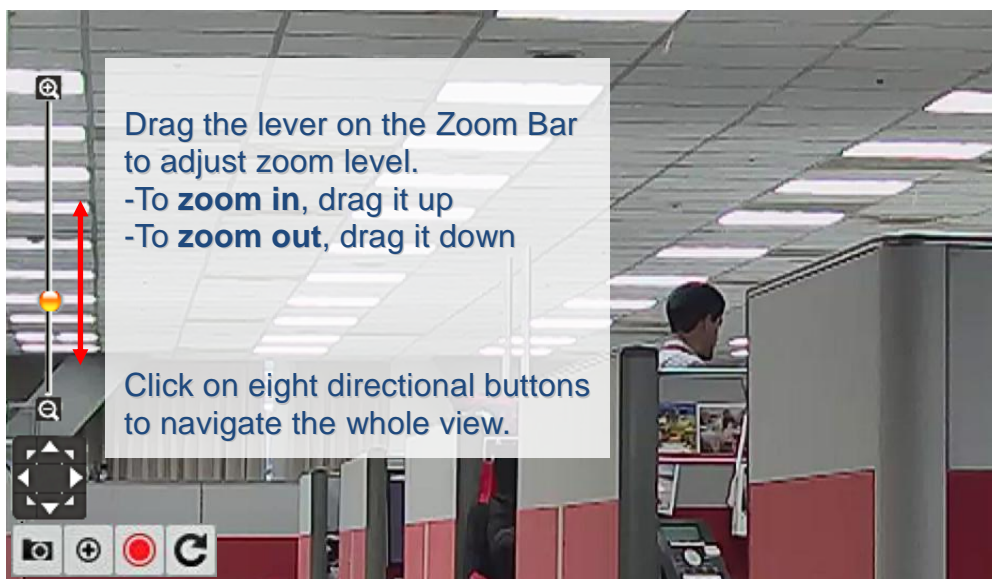 Drag the lever on the Zoom Bar
to adjust zoom level.
-To zoom in, drag it up
-To zoom out, drag it down
Click on eight directional buttons
to navigate the whole view.